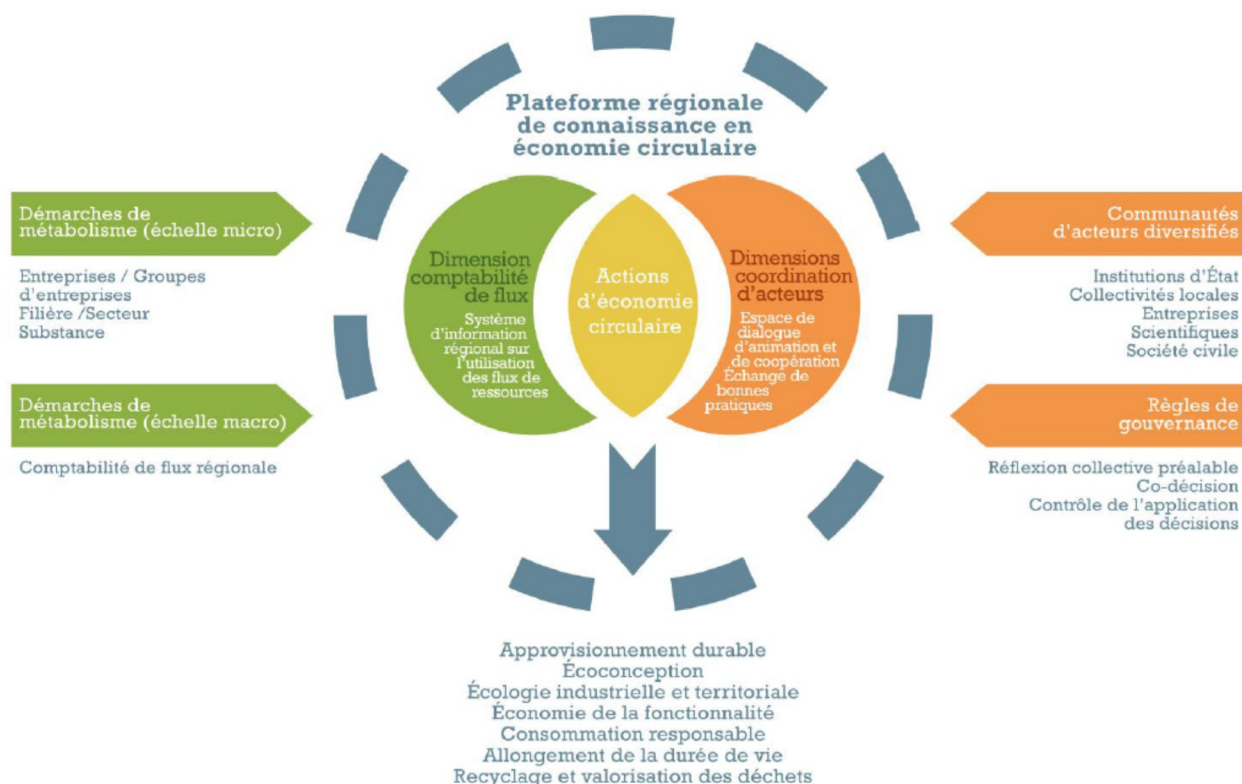 Plateforme régionale
de connaissance en
économie circulaire
Démarches de
métabolisme (échelle micro)
Entreprises / Groupes
d'entreprises
Filière /Secteur
Substance
Démarches de
métabolisme (échelle macro)
Comptabilité de flux régionale
Dimension
comptabilité
de flux
Système
d'information
régional sur
l'utilisation
des flux de
ressources
Actions
d'économie
circulaire
Dimensions
coordination
d'acteurs
Espace de
dialogue
d'animation et
de coopération
Échange de
bonnes
pratiques
Communautés
d'acteurs diversifiés
Institutions d'État
Collectivités locales
Entreprises
Scientifiques
Société civile
Règles de
gouvernance
Réflexion collective préalable
Co-décision
Contrôle de l'application
des décisions
Approvisionnement durable
Écoconception
Écologie industrielle et territoriale
Économie de la fonctionnalité
Consommation responsable
Allongement de la durée de vie
Recyclage et valorisation des déchets